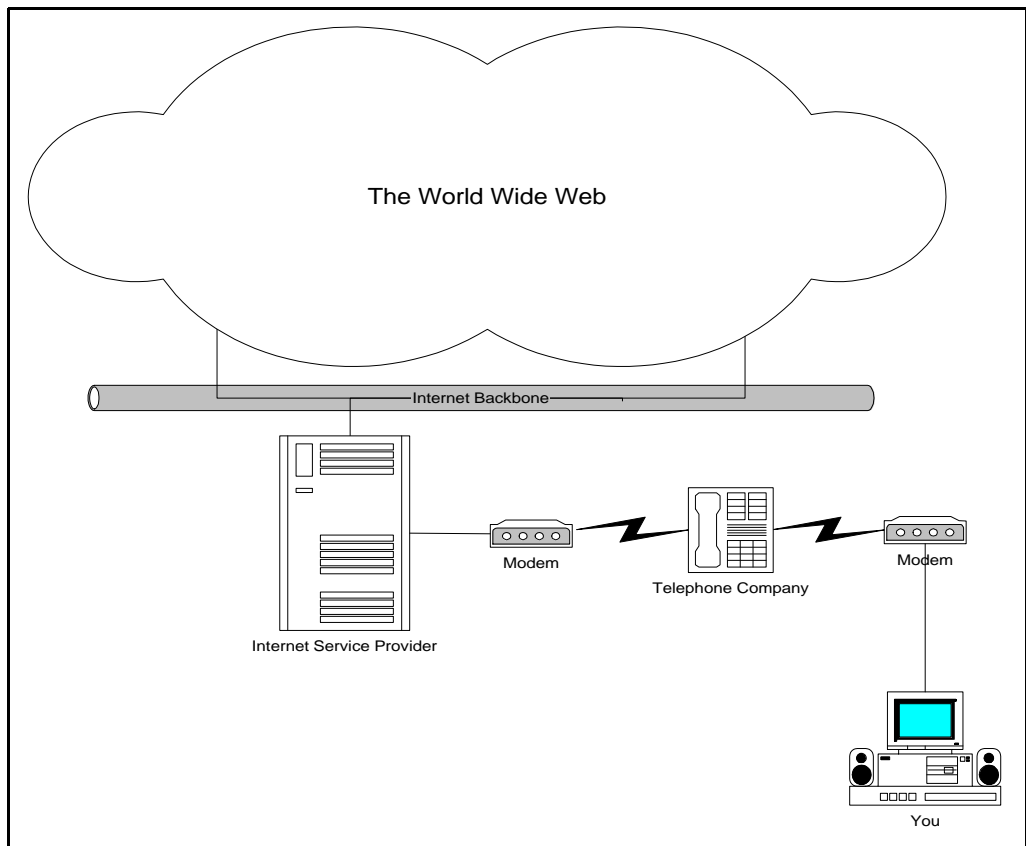 The World Wide Web
Internet Backbone
Modem
Modem
Telephone Company
Internet Service Provider
You